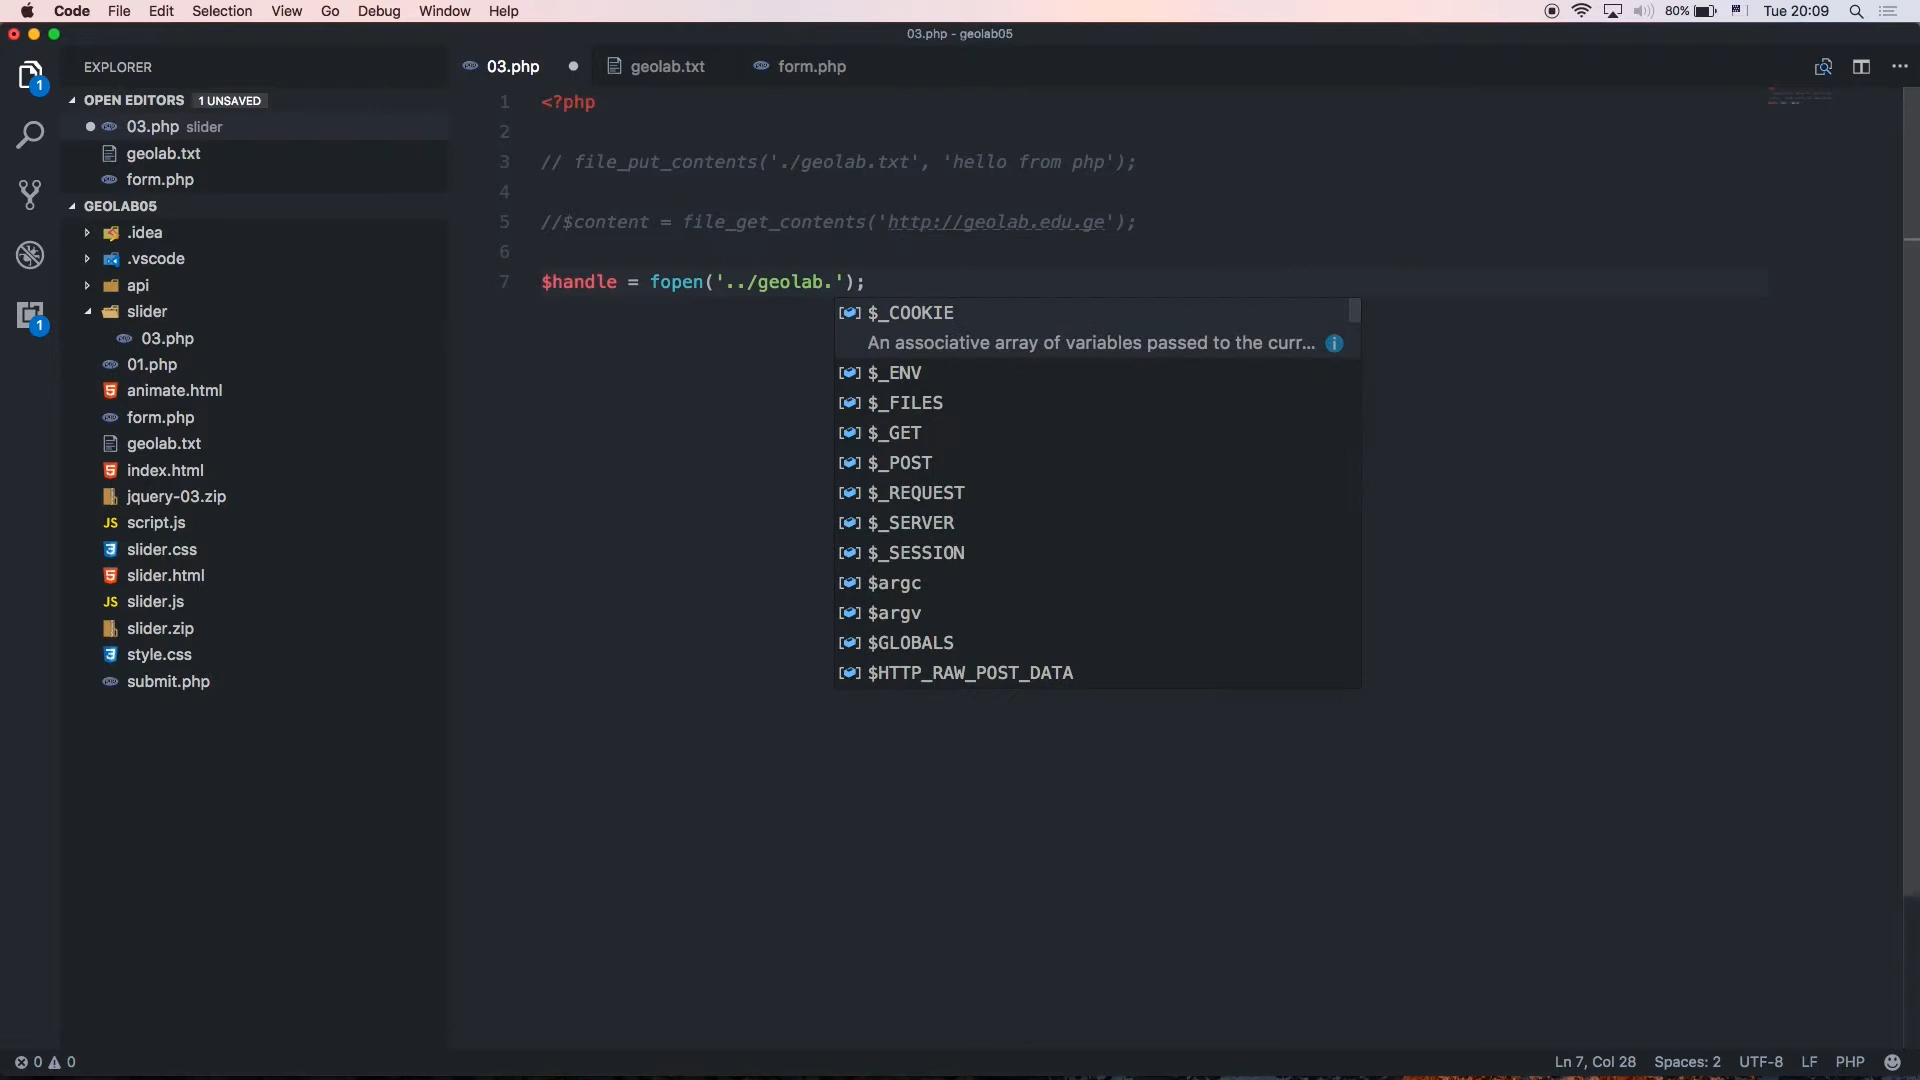 Code File Edit Selection View Go Debug Window Help 80% Tue 20:09
03.php - geolab05
EXPLORER
OPEN EDITORS 1 UNSAVED
03.php slider
geolab.txt
form.php
GEOLAB05
.idea
.vscode
api
slider
03.php
01.php
animate.html
form.php
geolab.txt
index.html
jquery-03.zip
script.js
slider.css
slider.html
slider.js
slider.zip
style.css
submit.php
1
1
03.php geolab.txt form.php
1 <?php
2
3 // file_put_contents('./geolab.txt', 'hello from php');
4
5 //$content = file_get_contents('http://geolab.edu.ge');
6
7 $handle = fopen('../geolab.');
$_COOKIE
An associative array of variables passed to the curr...
$_ENV
$_FILES
$_GET
$_POST
$_REQUEST
$_SERVER
$_SESSION
$argc
$argv
$GLOBALS
$HTTP_RAW_POST_DATA
0 0 Ln 7, Col 28 Spaces: 2 UTF-8 LF PHP